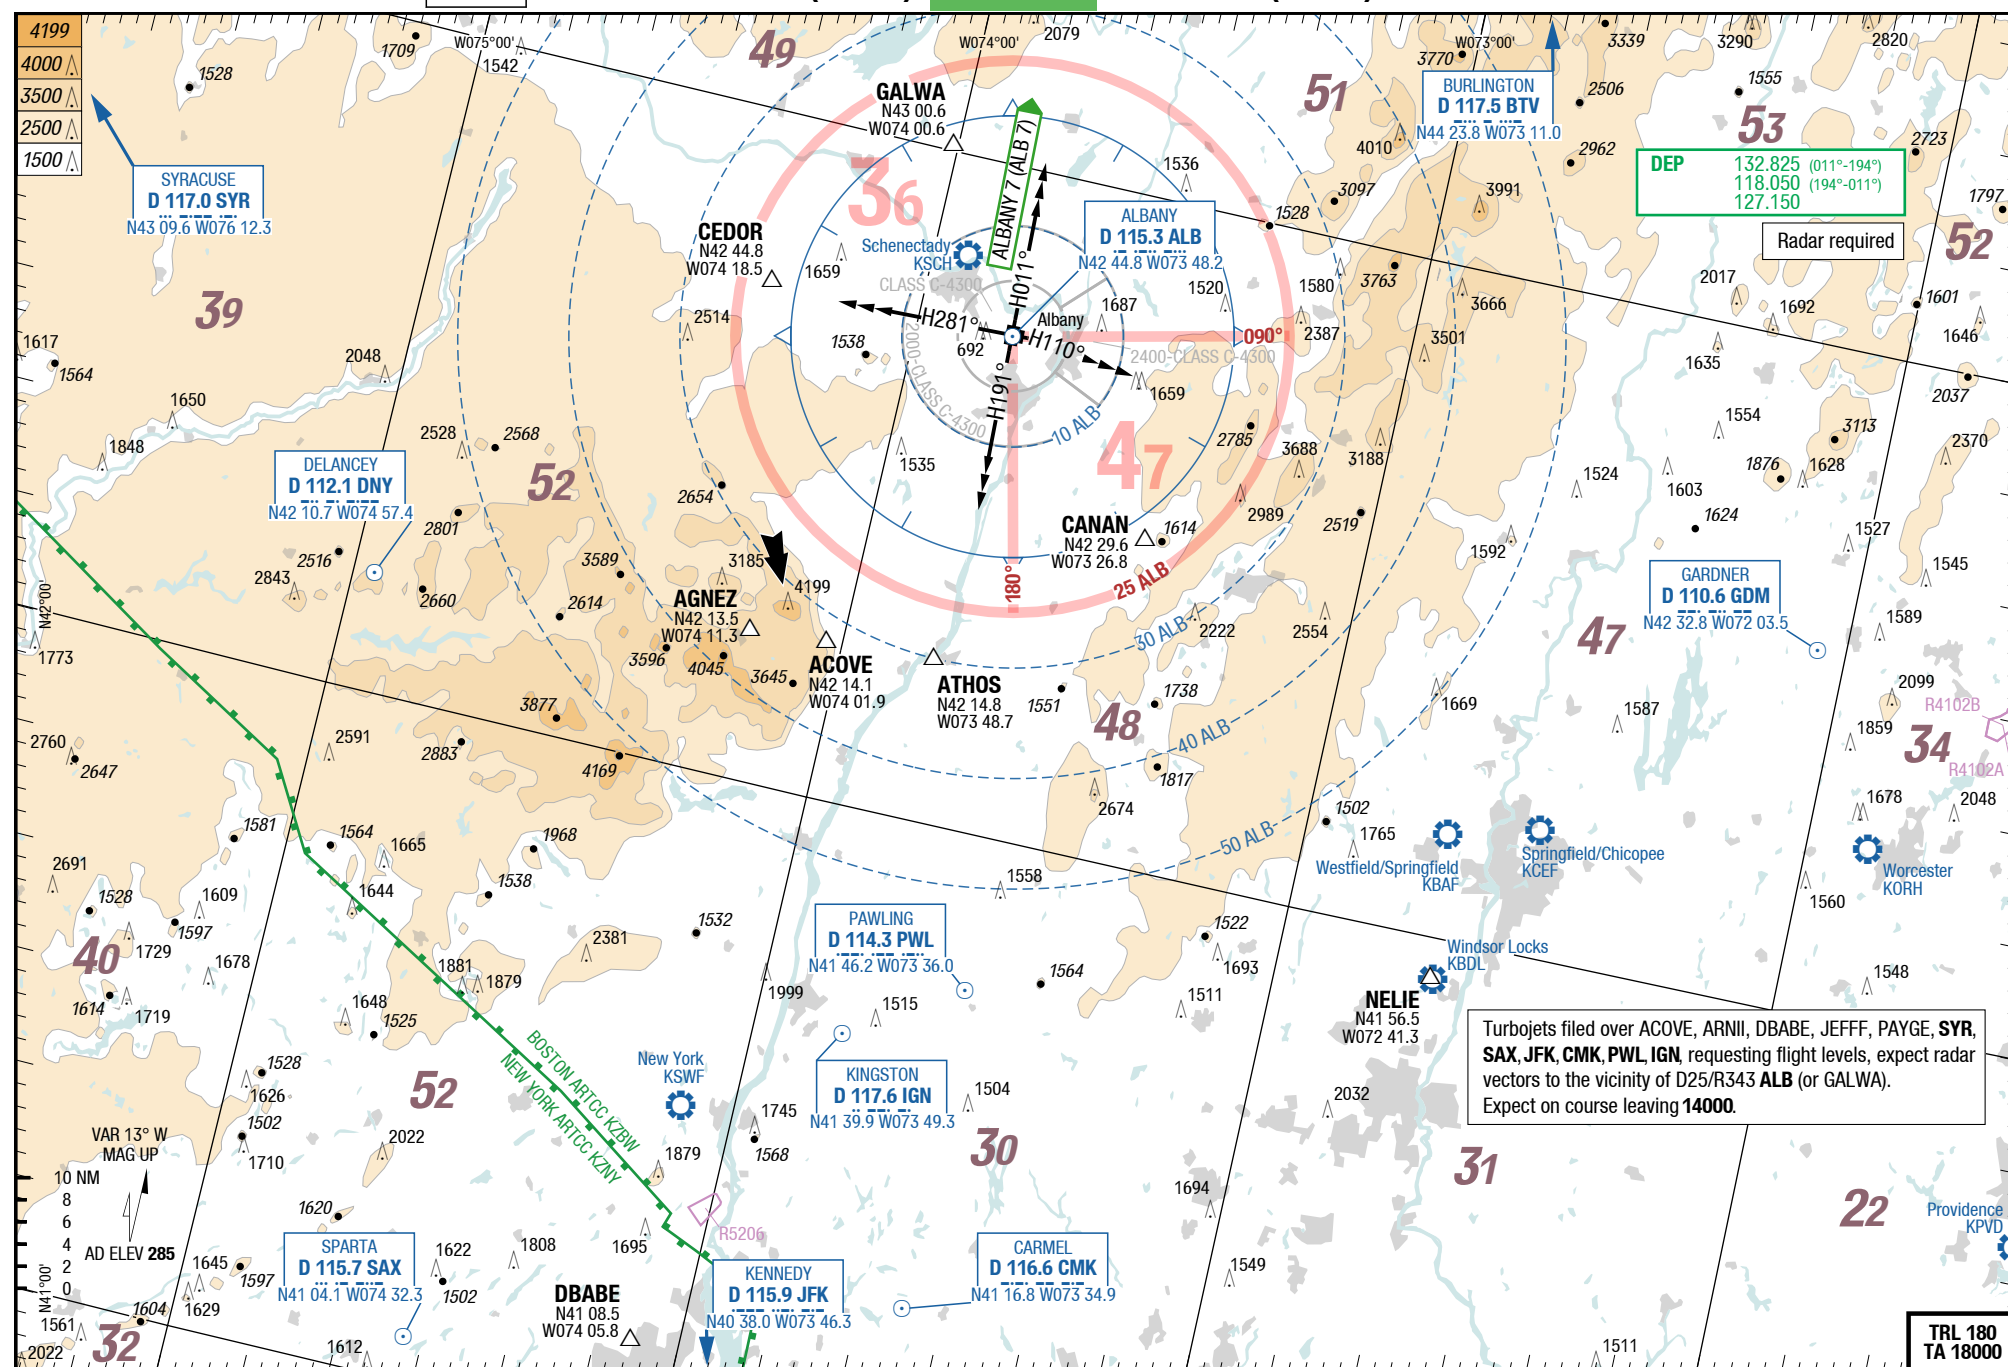 4199
4000
3500
2500
1500
SYRACUSE
D 117.0 SYR
N43 09.6 W076 12.3
1528
1709
W075°00'
1542
49
GALWA
N43 00.6
W074 00.6
W074°00'
2079
36
ALBANY 7 (ALB 7)
1536
51
W073°00'
3770
BURLINGTON
D 117.5 BTV
N44 23.8 W073 11.0
4010
3097
3339
2506
2962
3991
3290
1555
2820
53
2723
DEP 132.825 (011°-194°)
118.050 (194°-011°)
127.150
1797
Radar required
52
CEDOR
N42 44.8
W074 18.5
Schenectady
KSCH
CLASS C-4300
ALBANY
D 115.3 ALB
N42 44.8 W073 48.2
1528
1659
1520
1580
3763
3666
2017
1692
1601
1646
39
1617
1564
2048
2514
1538
H281°
H011°
692
Albany
H110°
H191°
1687
090°
2387
2000-CLASS C-4300
2400-CLASS C-4300
1659
3501
1635
2037
1650
1848
2528
2568
52
DELANCEY
D 112.1 DNY
N42 10.7 W074 57.4
2801
2654
1535
10 ALB
47
2785
3688
3188
2989
2519
1554
3113
2370
1876
1628
1524
1603
1624
1527
1545
2516
2843
2660
3589
2614
3185
4199
CANAN
N42 29.6
W073 26.8
1614
180°
25 ALB
1592
GARDNER
D 110.6 GDM
N42 32.8 W072 03.5
1589
N42°00'
1773
AGNEZ
N42 13.5
W074 11.3
3596
4045
3645
ACOVE
N42 14.1
W074 01.9
ATHOS
N42 14.8
W073 48.7
1551
30 ALB
2222
2554
47
1738
1669
1587
2099
1859
R4102B
34
R4102A
3877
2883
4169
2591
2760
2647
48
40 ALB
1817
2674
50 ALB
1502
1765
1678
2048
Westfield/Springfield
KBAF
Springfield/Chicopee
KCEF
Worcester
KORH
1560
1581
1564
1665
1968
1538
1644
2691
1528
1609
1597
1729
40
1678
1614
1719
1648
1525
1881
1879
2381
1532
1558
PAWLING
D 114.3 PWL
N41 46.2 W073 36.0
1999
1515
1564
1522
1693
1511
Windsor Locks
KBDL
NELIE
N41 56.5
W072 41.3
1548
Turbojets filed over ACOVE, ARNII, DBABE, JEFFF, PAYGE, SYR,
SAX, JFK, CMK, PWL, IGN, requesting flight levels, expect radar
vectors to the vicinity of D25/R343 ALB (or GALWA).
Expect on course leaving 14000.
BOSTON ARTCC KZBW
NEW YORK ARTCC KZNY
New York
KSWF
KINGSTON
D 117.6 IGN
N41 39.9 W073 49.3
1504
2032
1528
1626
1502
1710
52
2022
1745
1568
1879
30
31
1694
VAR 13° W
MAG UP
10 NM
8
6
4
2
0
AD ELEV 285
1620
R5206
1695
22
Providence
KPVD
N41°00'
1645
1597
1629
1604
1561
32
2022
SPARTA
D 115.7 SAX
N41 04.1 W074 32.3
1622
1502
1808
1612
DBABE
N41 08.5
W074 05.8
KENNEDY
D 115.9 JFK
N40 38.0 W073 46.3
CARMEL
D 116.6 CMK
N41 16.8 W073 34.9
1549
1511
TRL 180
TA 18000